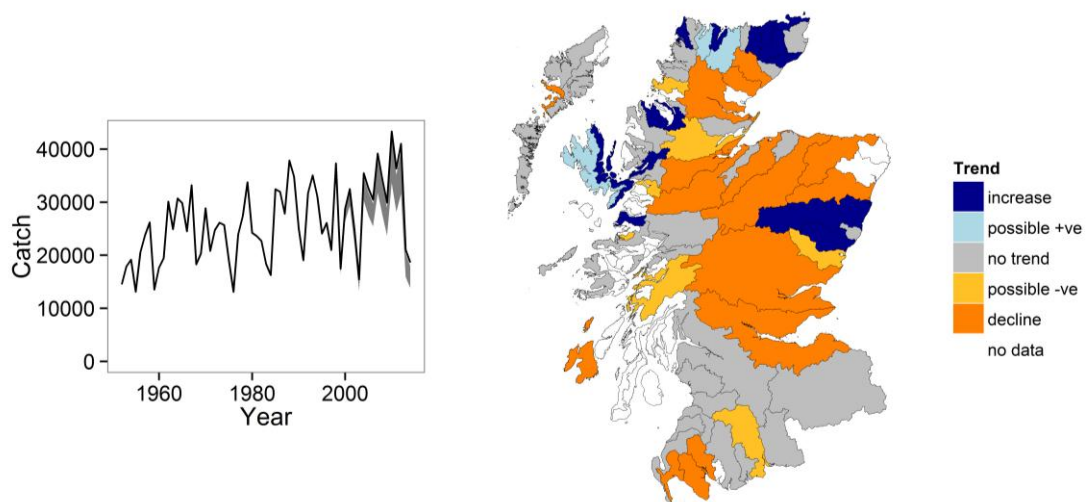 40000
30000
20000
10000
0
Catch
1960
1980
2000
Year
Trend
increase
possible +ve
no trend
possible -ve
decline
no data